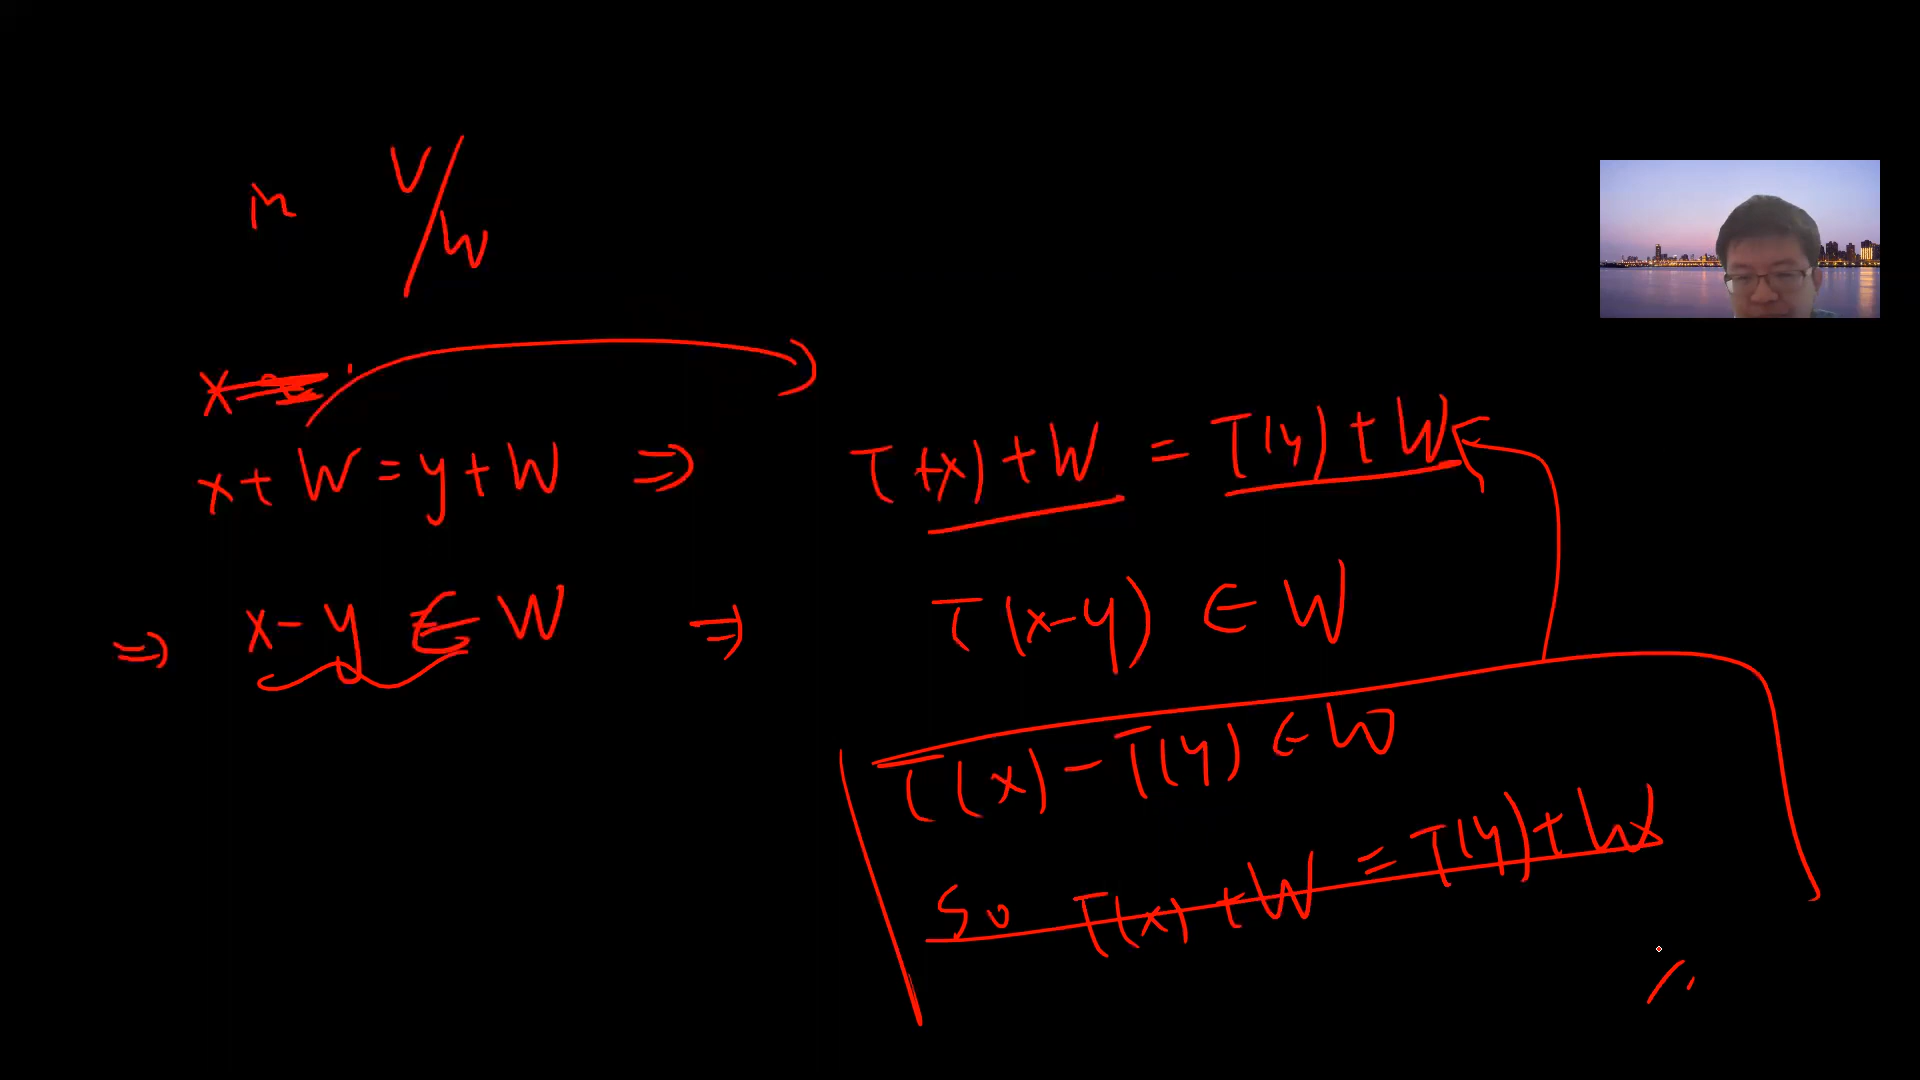 in V/W
x
x + W = y + W ⇒ T(x) + W = T(y) + W
⇒ x - y ∈ W ⇒ T(x-y) ∈ W
T(x) - T(y) ∈ W
So T(x) + W = T(y) + W